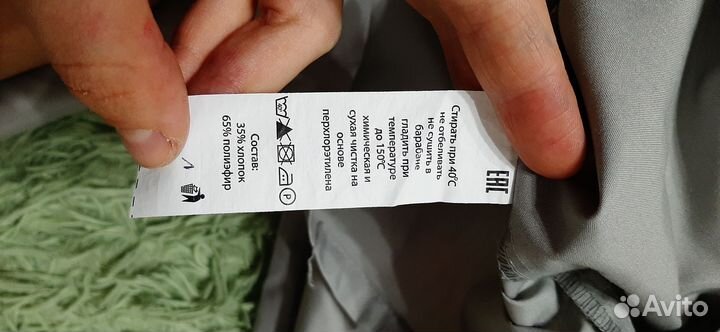 EAC
Стирать при 40°С
не отбеливать
не сушить в
барабане
гладить при
температуре
до 150°С
химическая и
сухая чистка на
основе
перхлорэтилена
P
Состав:
35% хлопок
65% полиэфир
Avito